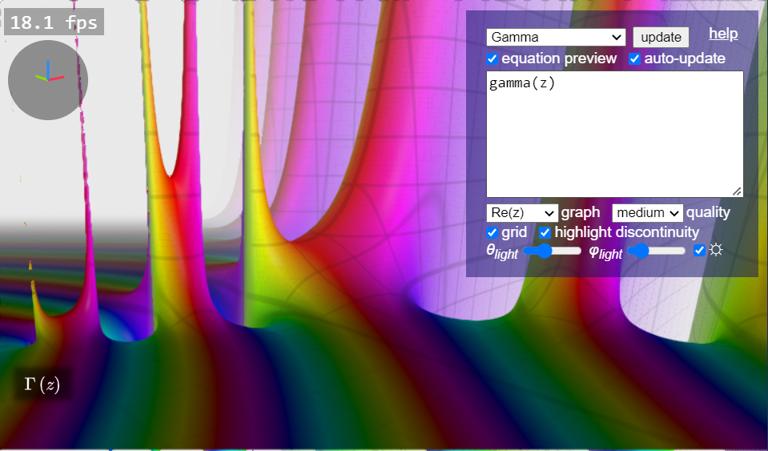 18.1 fps
Gamma update help
equation preview auto-update
gamma(z)
Re(z) graph medium quality
grid highlight discontinuity
θlight φlight
Γ(z)